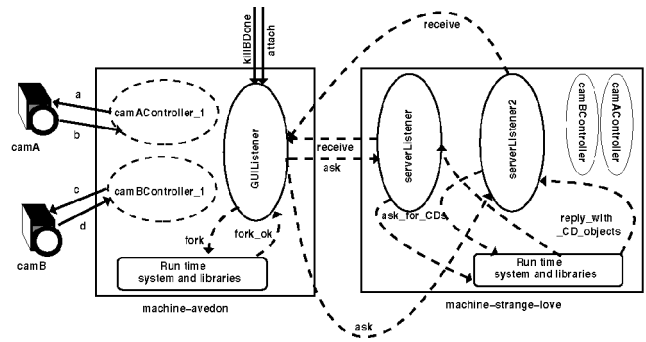 killBDone
attach
receive
a
camAController_1
b
camA
GUIListener
receive
ask
serverListener
serverListener2
camBController
camAController
c
camBController_1
d
camB
fork
fork_ok
ask_for_CDs
reply_with
_CD_objects
Run time
system and libraries
Run time
system and libraries
machine-avedon
machine-strange-love
ask